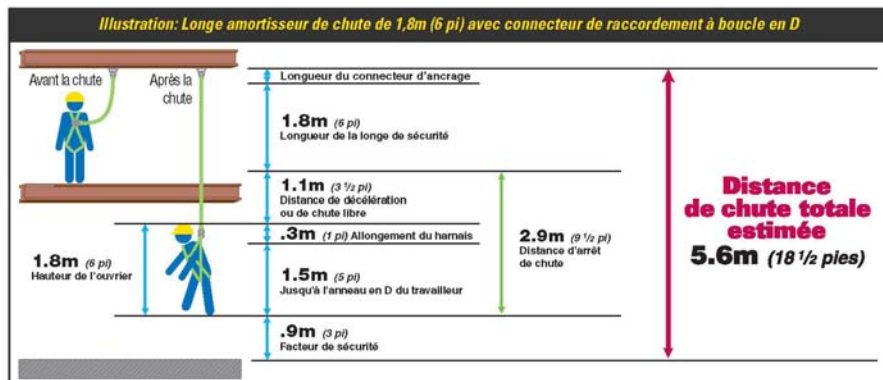 Illustration: Longe amortisseur de chute de 1,8m (6 pi) avec connecteur de raccordement à boucle en D
Avant la chute
Après la
chute
Longueur du connecteur d'ancrage
1.8m (6 pi)
Longueur de la longe de sécurité
1.1m (3 ½ pi)
Distance de décélération
ou de chute libre
.3m (1 pi) Allongement du harnais
1.8m (6 pi)
Hauteur de l'ouvrier
1.5m (5 pi)
Jusqu'à l'anneau en D du travailleur
2.9m (9 ½ pi)
Distance d'arrêt
de chute
.9m (3 pi)
Facteur de sécurité
Distance
de chute totale
estimée
5.6m (18 ½ pies)